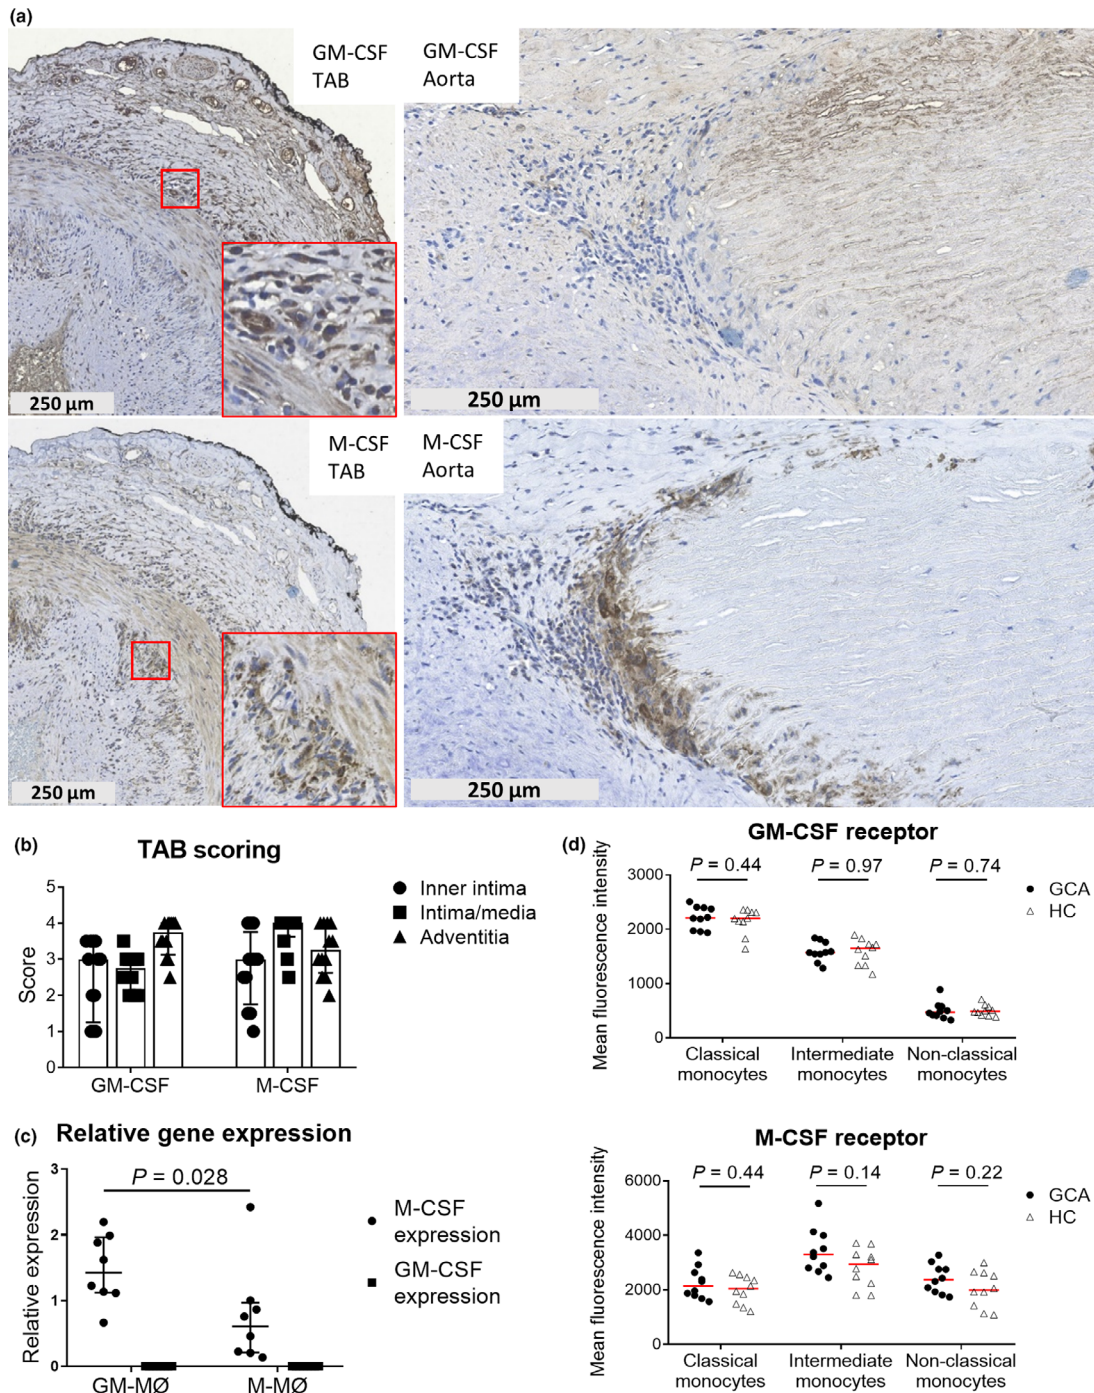 (a)
GM-CSF
TAB
GM-CSF
Aorta
250 µm
250 µm
M-CSF
TAB
M-CSF
Aorta
250 µm
250 µm
(b)
TAB scoring
Score
5
4
3
2
1
0
GM-CSF
M-CSF
Inner intima
Intima/media
Adventitia
(c)
Relative gene expression
P = 0.028
Relative expression
3
2
1
0
GM-MØ
M-MØ
M-CSF
expression
GM-CSF
expression
(d)
GM-CSF receptor
P = 0.44
P = 0.97
P = 0.74
Mean fluorescence intensity
3000
2000
1000
0
Classical
monocytes
Intermediate
monocytes
Non-classical
monocytes
GCA
HC
M-CSF receptor
P = 0.44
P = 0.14
P = 0.22
Mean fluorescence intensity
6000
4000
2000
0
Classical
monocytes
Intermediate
monocytes
Non-classical
monocytes
GCA
HC